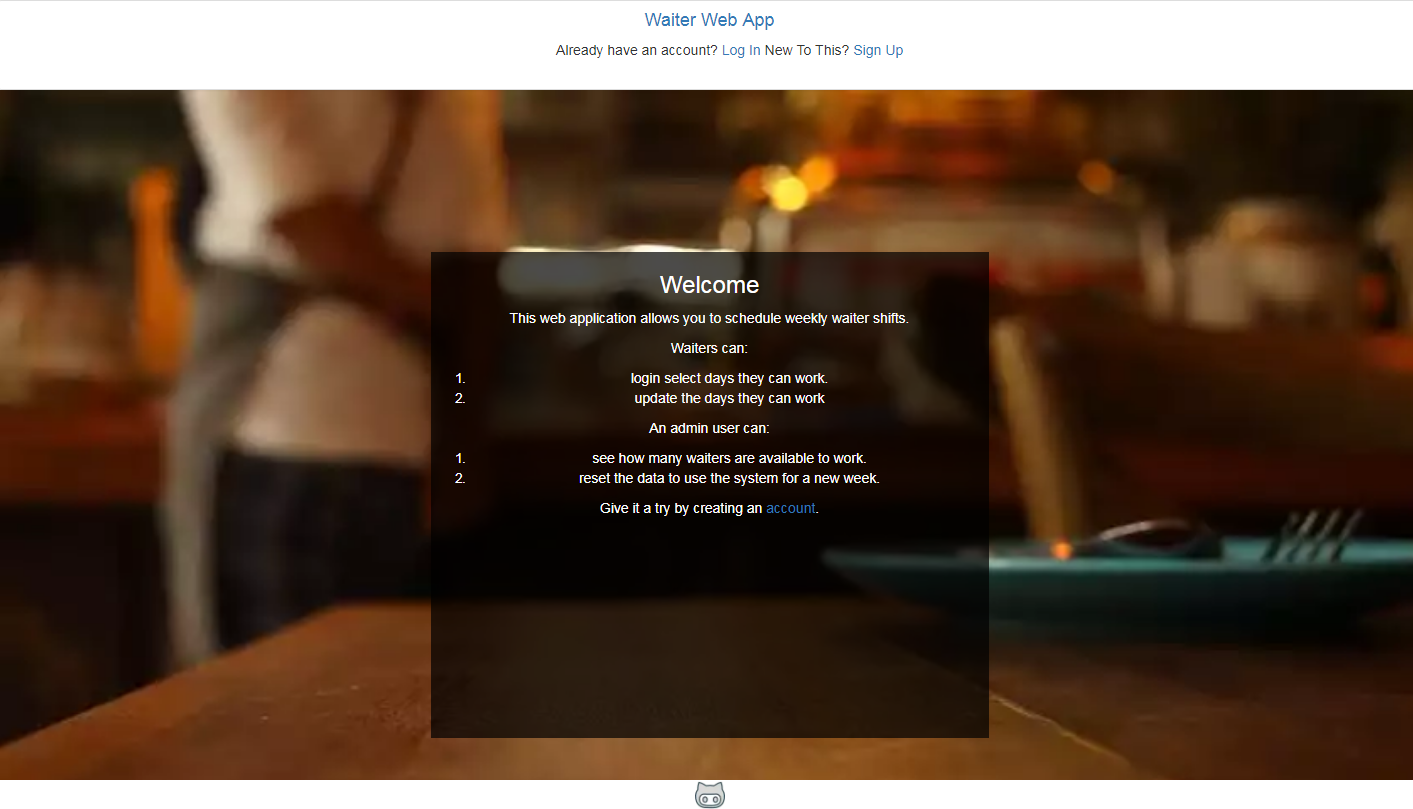 Waiter Web App
Already have an account? Log In New To This? Sign Up
Welcome
This web application allows you to schedule weekly waiter shifts.
Waiters can:
1. login select days they can work.
2. update the days they can work
An admin user can:
1. see how many waiters are available to work.
2. reset the data to use the system for a new week.
Give it a try by creating an account.